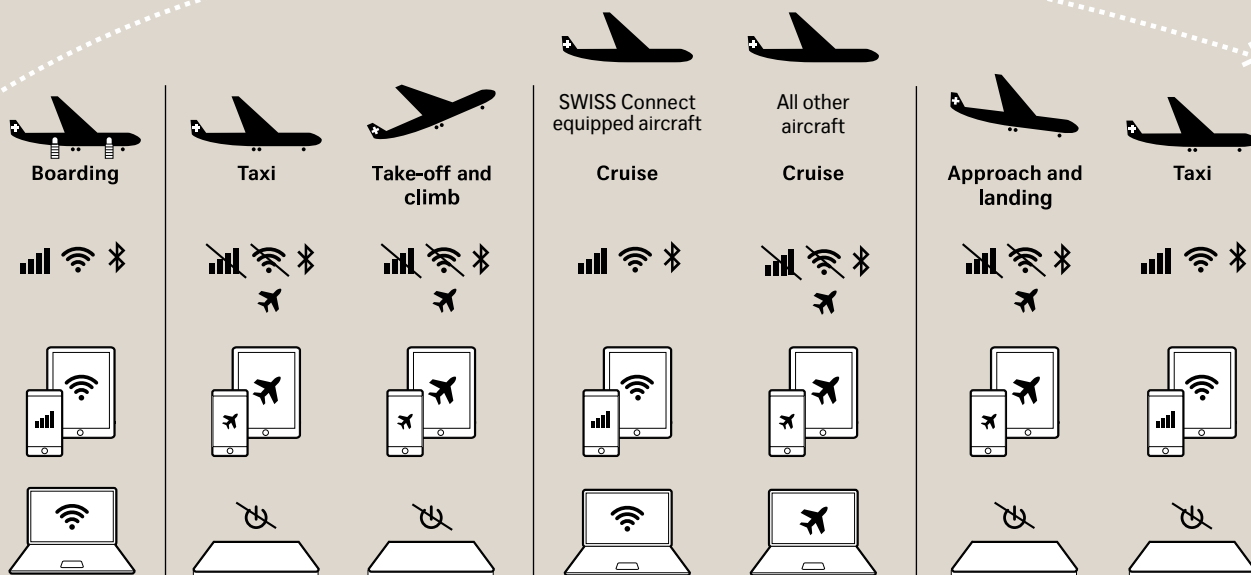 SWISS Connect
equipped aircraft
All other
aircraft
Boarding
Taxi
Take-off and
climb
Cruise
Cruise
Approach and
landing
Taxi